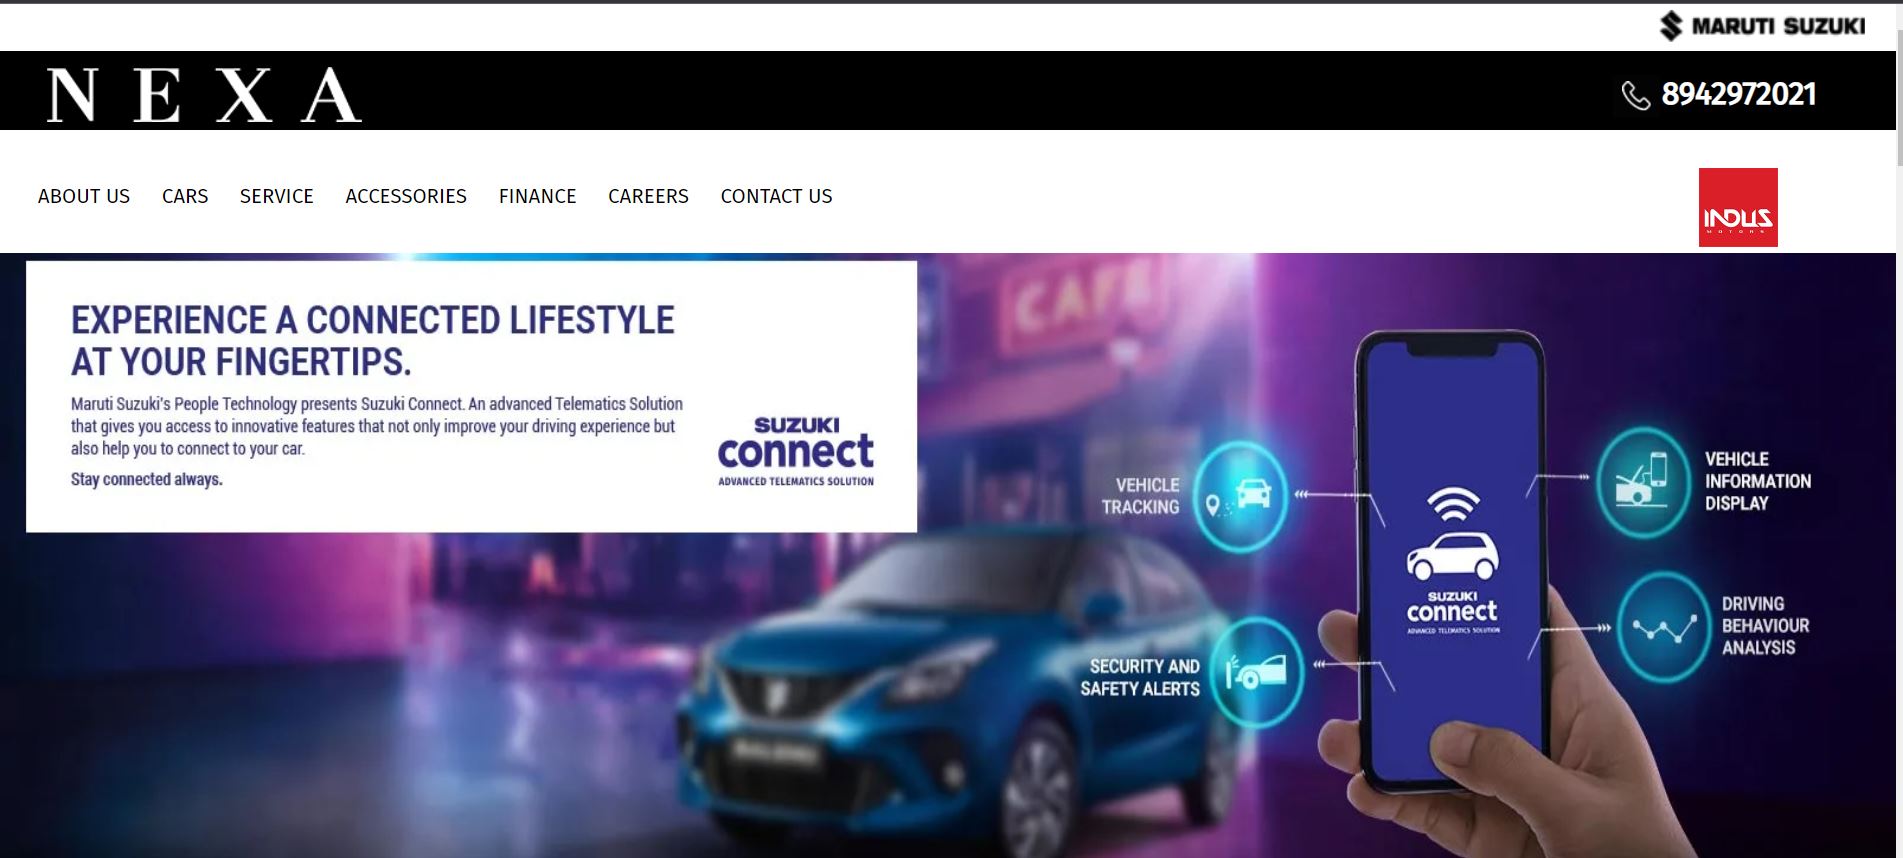 MARUTI SUZUKI
NEXA
8942972021
ABOUT US CARS SERVICE ACCESSORIES FINANCE CAREERS CONTACT US
INDUS
MOTORS
EXPERIENCE A CONNECTED LIFESTYLE
AT YOUR FINGERTIPS.
Maruti Suzuki's People Technology presents Suzuki Connect. An advanced Telematics Solution
that gives you access to innovative features that not only improve your driving experience but
also help you to connect to your car.
Stay connected always.
SUZUKI
connect
ADVANCED TELEMATICS SOLUTION
CAFE
VEHICLE
TRACKING
SECURITY AND
SAFETY ALERTS
SUZUKI
connect
ADVANCED TELEMATICS SOLUTION
VEHICLE
INFORMATION
DISPLAY
DRIVING
BEHAVIOUR
ANALYSIS